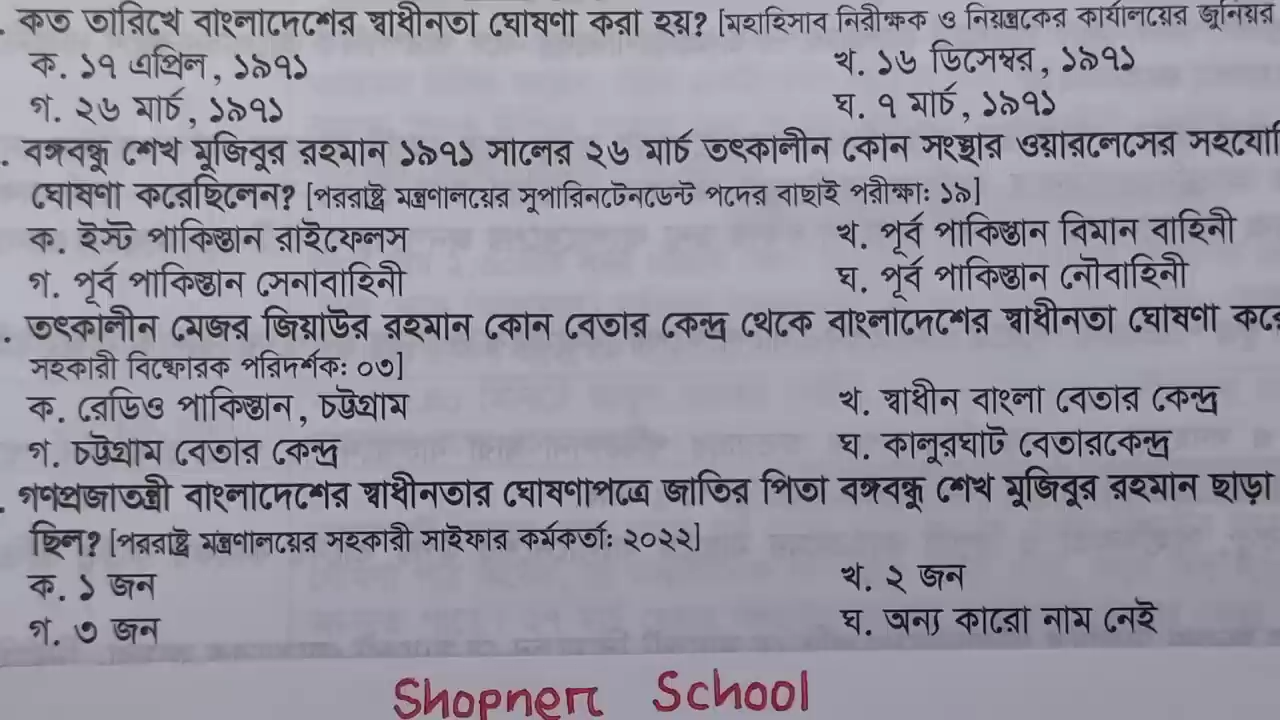 . কত তারিখে বাংলাদেশের স্বাধীনতা ঘোষণা করা হয়? [মহাহিসাব নিরীক্ষক ও নিয়ন্ত্রকের কার্যালয়ের জুনিয়র
ক. ১৭ এপ্রিল, ১৯৭১ খ. ১৬ ডিসেম্বর, ১৯৭১
গ. ২৬ মার্চ, ১৯৭১ ঘ. ৭ মার্চ, ১৯৭১
. বঙ্গবন্ধু শেখ মুজিবুর রহমান ১৯৭১ সালের ২৬ মার্চ তৎকালীন কোন সংস্থার ওয়ারলেসের
ঘোষণা করেছিলেন? [পররাষ্ট্র মন্ত্রণালয়ের সুপারিনটেনডেন্ট পদের বাছাই পরীক্ষা: ১৯]
ক. ইস্ট পাকিস্তান রাইফেলস খ. পূর্ব পাকিস্তান বিমান বাহিনী
গ. পূর্ব পাকিস্তান সেনাবাহিনী ঘ. পূর্ব পাকিস্তান নৌবাহিনী
. তৎকালীন মেজর জিয়াউর রহমান কোন বেতার কেন্দ্র থেকে বাংলাদেশের স্বাধীনতা ঘোষণা
সহকারী বিস্ফোরক পরিদর্শক: ০৩]
ক. রেডিও পাকিস্তান, চট্টগ্রাম খ. স্বাধীন বাংলা বেতার কেন্দ্র
গ. চট্টগ্রাম বেতার কেন্দ্র ঘ. কালুরঘাট বেতারকেন্দ্র
. গণপ্রজাতন্ত্রী বাংলাদেশের স্বাধীনতার ঘোষণাপত্রে জাতির পিতা বঙ্গবন্ধু শেখ মুজিবুর রহমান ছাড়া
ছিল? [পররাষ্ট্র মন্ত্রণালয়ের সহকারী সাইফার কর্মকর্তা: ২০২২]
ক. ১ জন খ. ২ জন
গ. ৩ জন ঘ. অন্য কারো নাম নেই
Shopner School